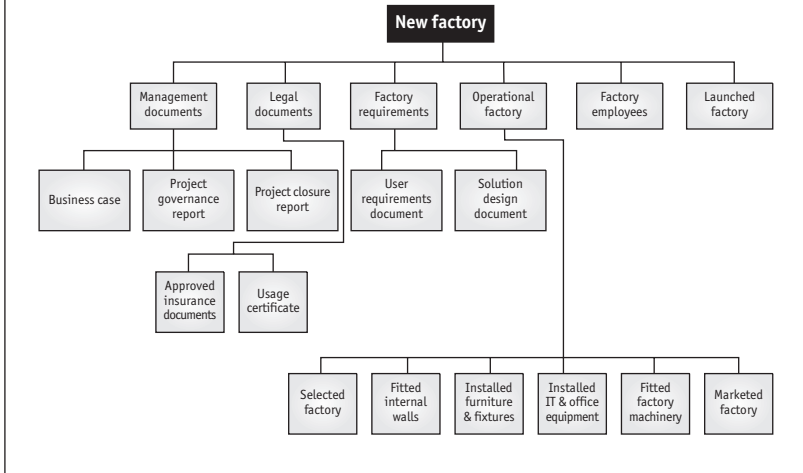 New factory
Management
documents
Legal
documents
Factory
requirements
Operational
factory
Factory
employees
Launched
factory
Business case
Project
governance
report
Project closure
report
User
requirements
document
Solution
design
document
Approved
insurance
documents
Usage
certificate
Selected
factory
Fitted
internal
walls
Installed
furniture
& fixtures
Installed
IT & office
equipment
Fitted
factory
machinery
Marketed
factory